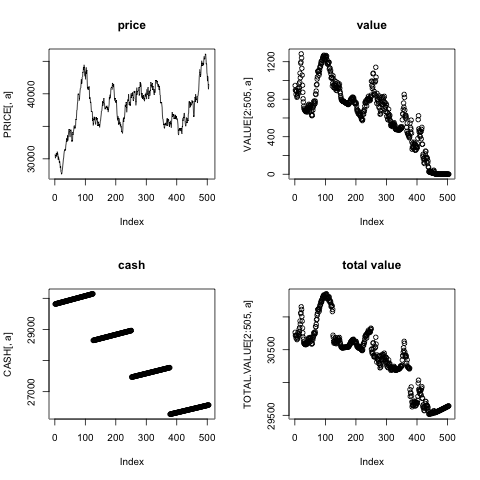 price
PRICE[, a]
30000
40000
0 100 200 300 400 500
Index
value
VALUE[2:505, a]
0
400
800
1200
0 100 200 300 400 500
Index
cash
CASH[, a]
27000
29000
0 100 200 300 400 500
Index
total value
TOTAL.VALUE[2:505, a]
29500
30500
0 100 200 300 400 500
Index